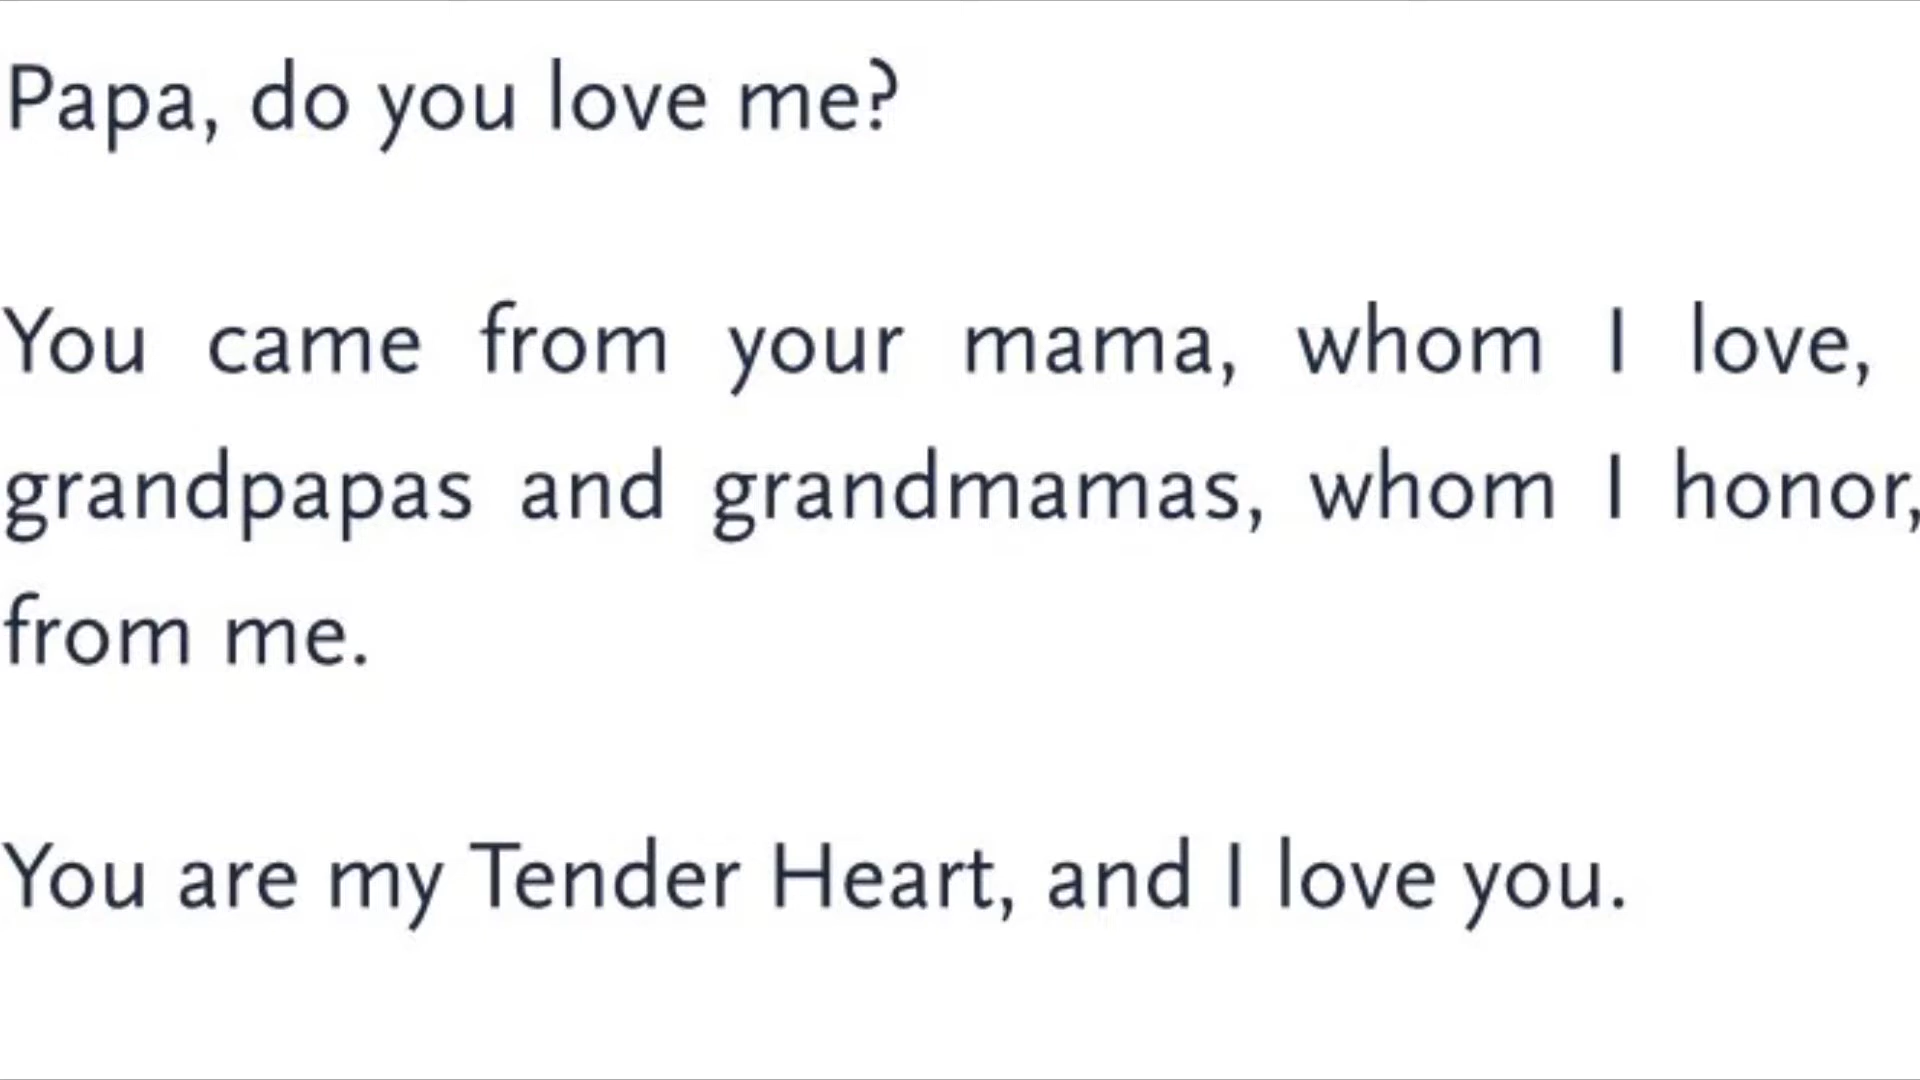 Papa, do you love me?
You came from your mama, whom I love,
grandpapas and grandmamas, whom I honor,
from me.
You are my Tender Heart, and I love you.